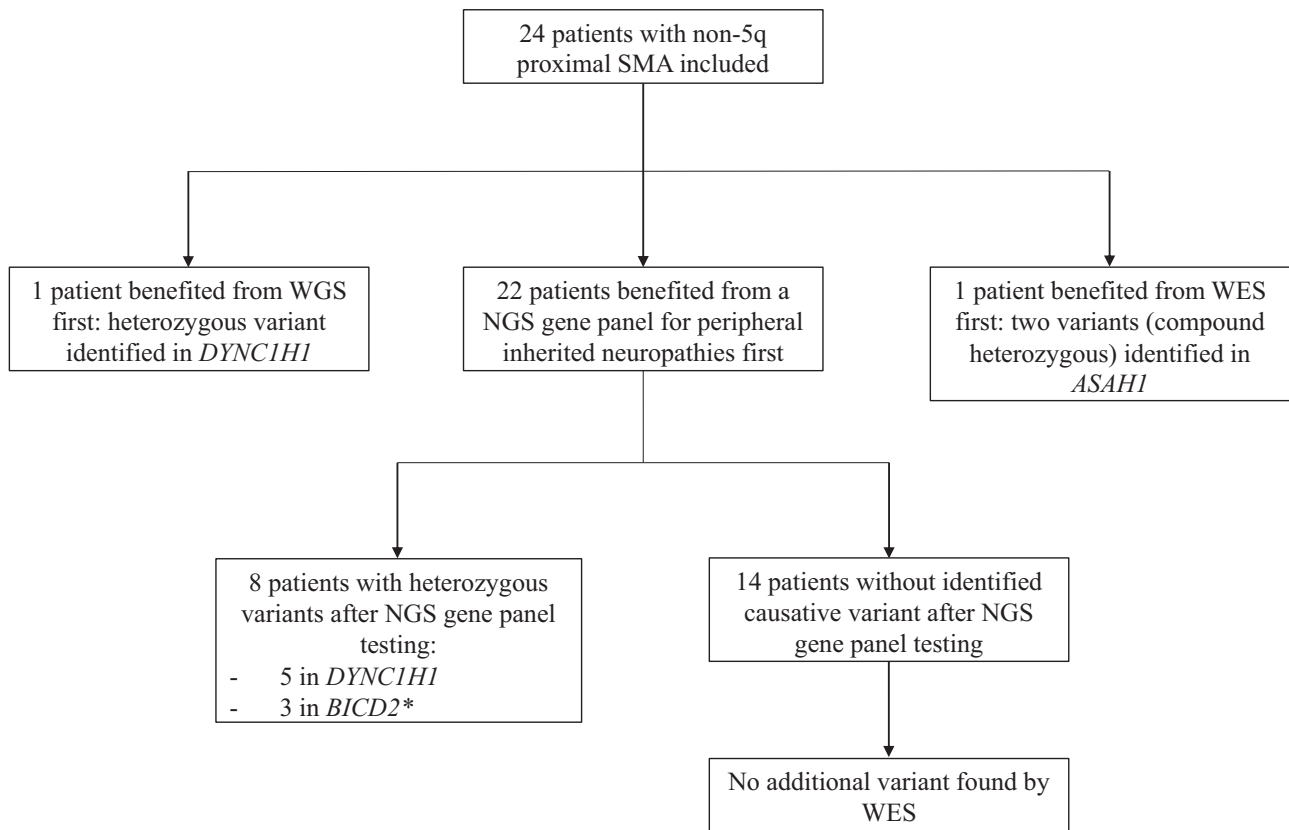 24 patients with non-5q
proximal SMA included
1 patient benefited from WGS
first: heterozygous variant
identified in DYNC1H1
22 patients benefited from a
NGS gene panel for peripheral
inherited neuropathies first
1 patient benefited from WES
first: two variants (compound
heterozygous) identified in
ASAH1
8 patients with heterozygous
variants after NGS gene panel
testing:
- 5 in DYNC1H1
- 3 in BICD2*
14 patients without identified
causative variant after NGS
gene panel testing
No additional variant found by
WES